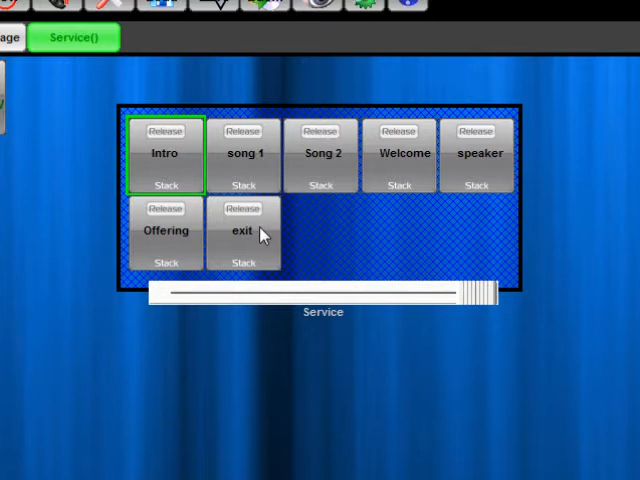 age Service()
Release Release Release Release Release
Intro song 1 Song 2 Welcome speaker
Stack Stack Stack Stack Stack
Release Release
Offering exit
Stack Stack
Service